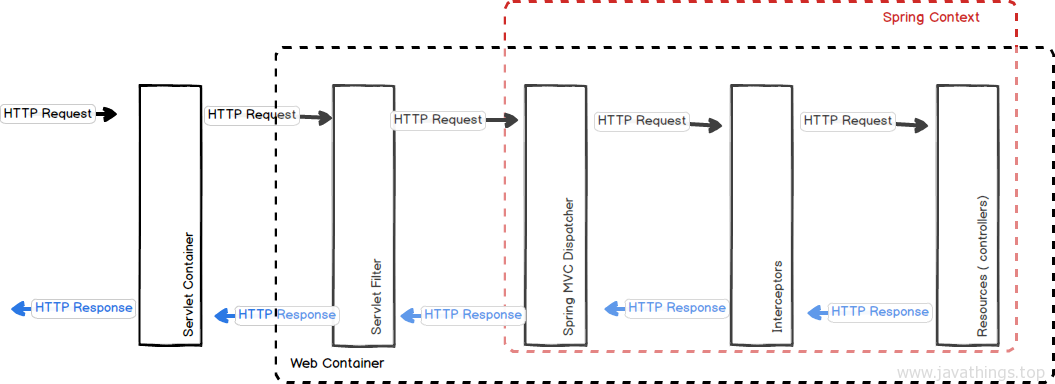 Spring Context
HTTP Request
HTTP Request
HTTP Request
HTTP Request
HTTP Request
Servlet Container
Servlet Filter
Spring MVC Dispatcher
Interceptors
Resources ( controllers)
HTTP Response
HTTP Response
HTTP Response
HTTP Response
HTTP Response
Web Container
www.javathings.top